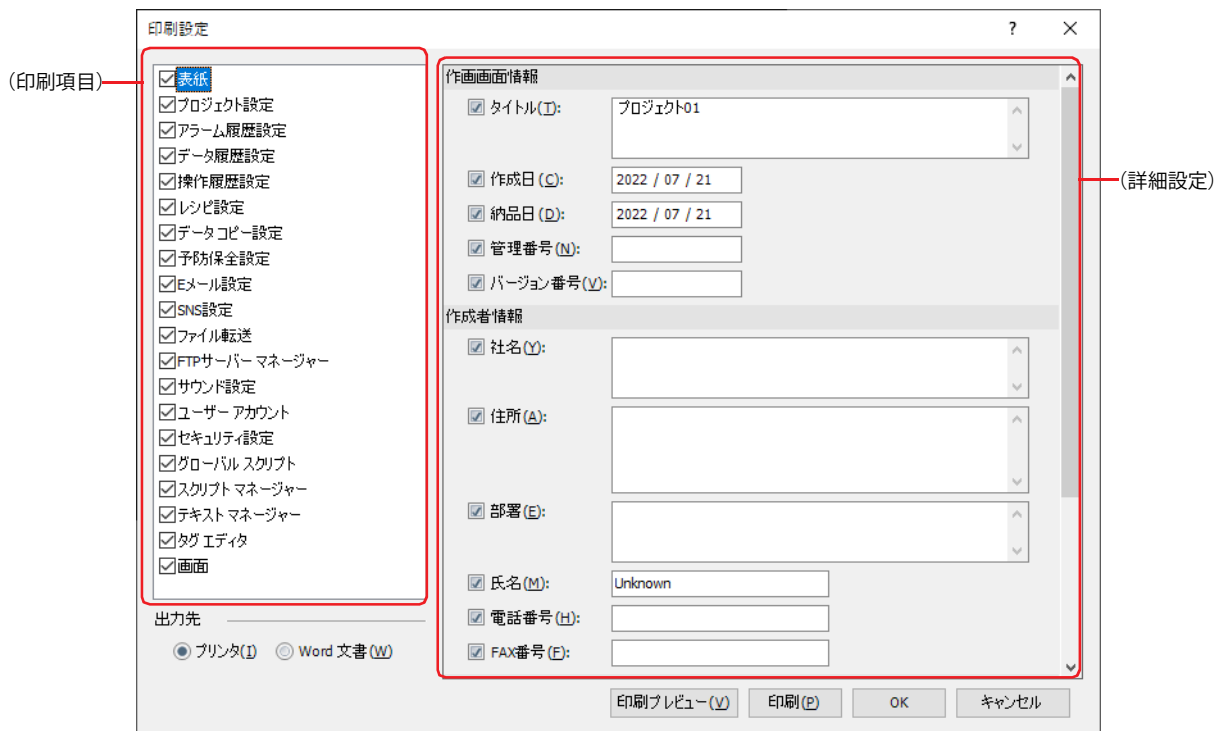 印刷設定
?
(印刷項目)
表紙
プロジェクト設定
アラーム履歴設定
データ履歴設定
操作履歴設定
レシピ設定
データ コピー設定
予防保全設定
Eメール設定
SNS設定
ファイル転送
FTPサーバー マネージャー
サウンド設定
ユーザー アカウント
セキュリティ設定
グローバル スクリプト
スクリプト マネージャー
テキスト マネージャー
タグ エディタ
画面
出力先
プリンタ(I) Word 文書(W)
作画画面情報
タイトル(T): プロジェクト01
作成日(C): 2022 / 07 / 21
納品日(D): 2022 / 07 / 21
管理番号(N):
バージョン番号(V):
作成者情報
社名(Y):
住所(A):
部署(E):
氏名(M): Unknown
電話番号(H):
FAX番号(F):
(詳細設定)
印刷プレビュー(V) 印刷(P) OK キャンセル